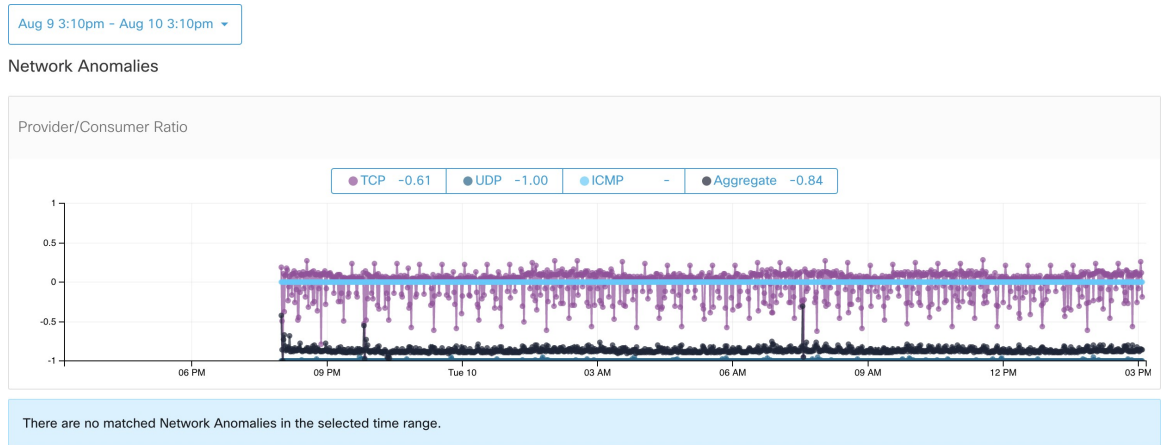 Aug 9 3:10pm - Aug 10 3:10pm
Network Anomalies
Provider/Consumer Ratio
TCP -0.61 UDP -1.00 ICMP - Aggregate -0.84
1
0.5
0
-0.5
-1
06 PM 09 PM Tue 10 03 AM 06 AM 09 AM 12 PM 03 PM
There are no matched Network Anomalies in the selected time range.